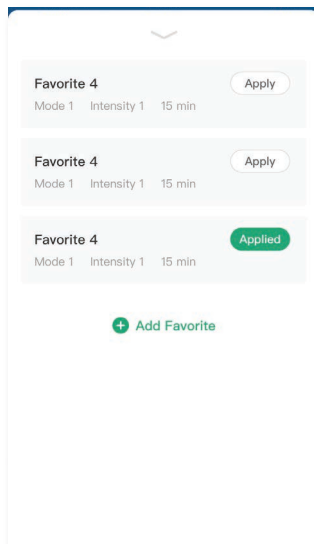 Favorite 4 Apply
Mode 1 Intensity 1 15 min
Favorite 4 Apply
Mode 1 Intensity 1 15 min
Favorite 4 Applied
Mode 1 Intensity 1 15 min
Add Favorite